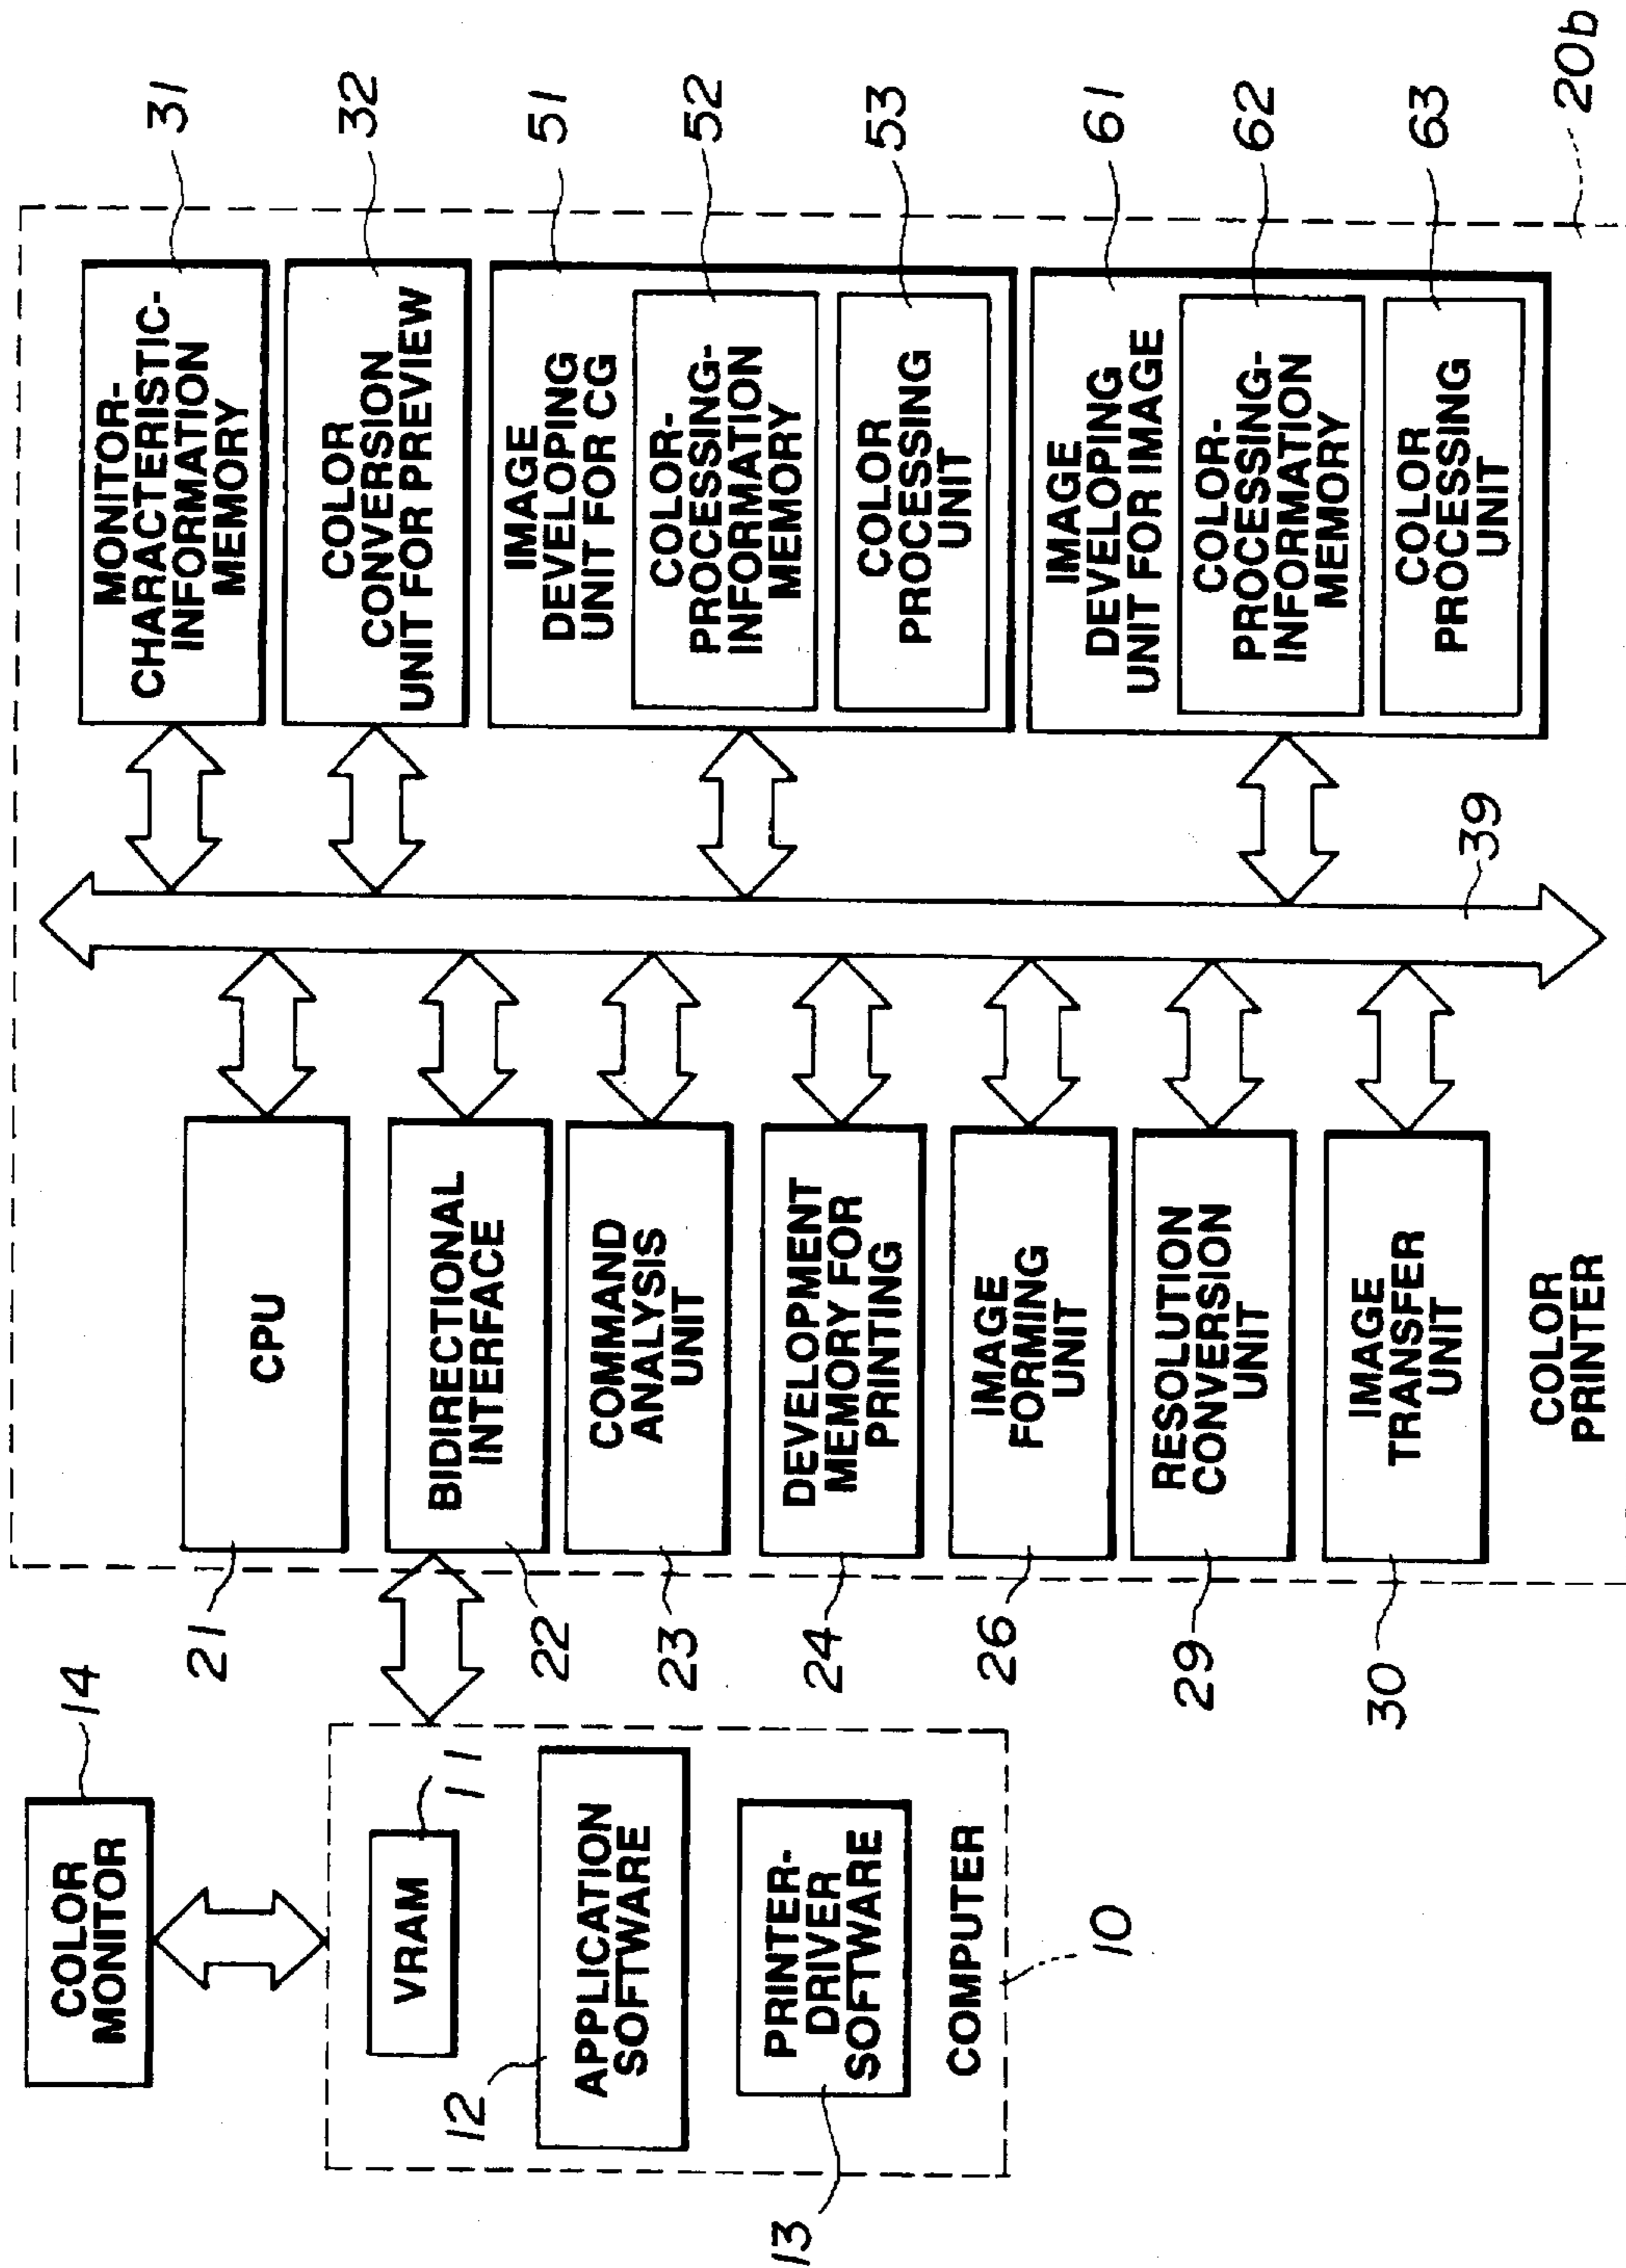 14
COLOR
MONITOR
VRAM
11
12
APPLICATION
SOFTWARE
13
PRINTER-
DRIVER
SOFTWARE
COMPUTER
10
21
CPU
22
BIDIRECTIONAL
INTERFACE
23
COMMAND
ANALYSIS
UNIT
24
DEVELOPMENT
MEMORY FOR
PRINTING
26
IMAGE
FORMING
UNIT
29
RESOLUTION
CONVERSION
UNIT
30
IMAGE
TRANSFER
UNIT
COLOR
PRINTER
39
MONITOR-
CHARACTERISTIC-
INFORMATION
MEMORY
31
COLOR
CONVERSION
UNIT FOR PREVIEW
32
IMAGE
DEVELOPING
UNIT FOR CG
51
COLOR-
PROCESSING-
INFORMATION
MEMORY
52
COLOR
PROCESSING
UNIT
53
IMAGE
DEVELOPING
UNIT FOR IMAGE
61
COLOR-
PROCESSING-
INFORMATION
MEMORY
62
COLOR
PROCESSING
UNIT
63
20b